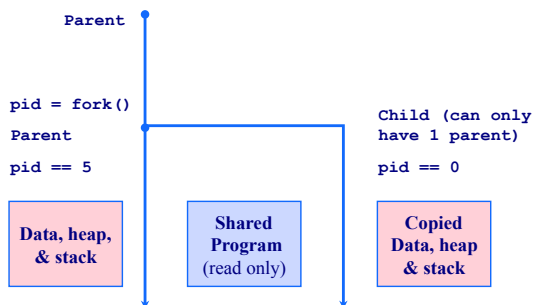 Parent
pid = fork()
Parent
pid == 5
Child (can only
have 1 parent)
pid == 0
Data, heap,
& stack
Shared
Program
(read only)
Copied
Data, heap
& stack